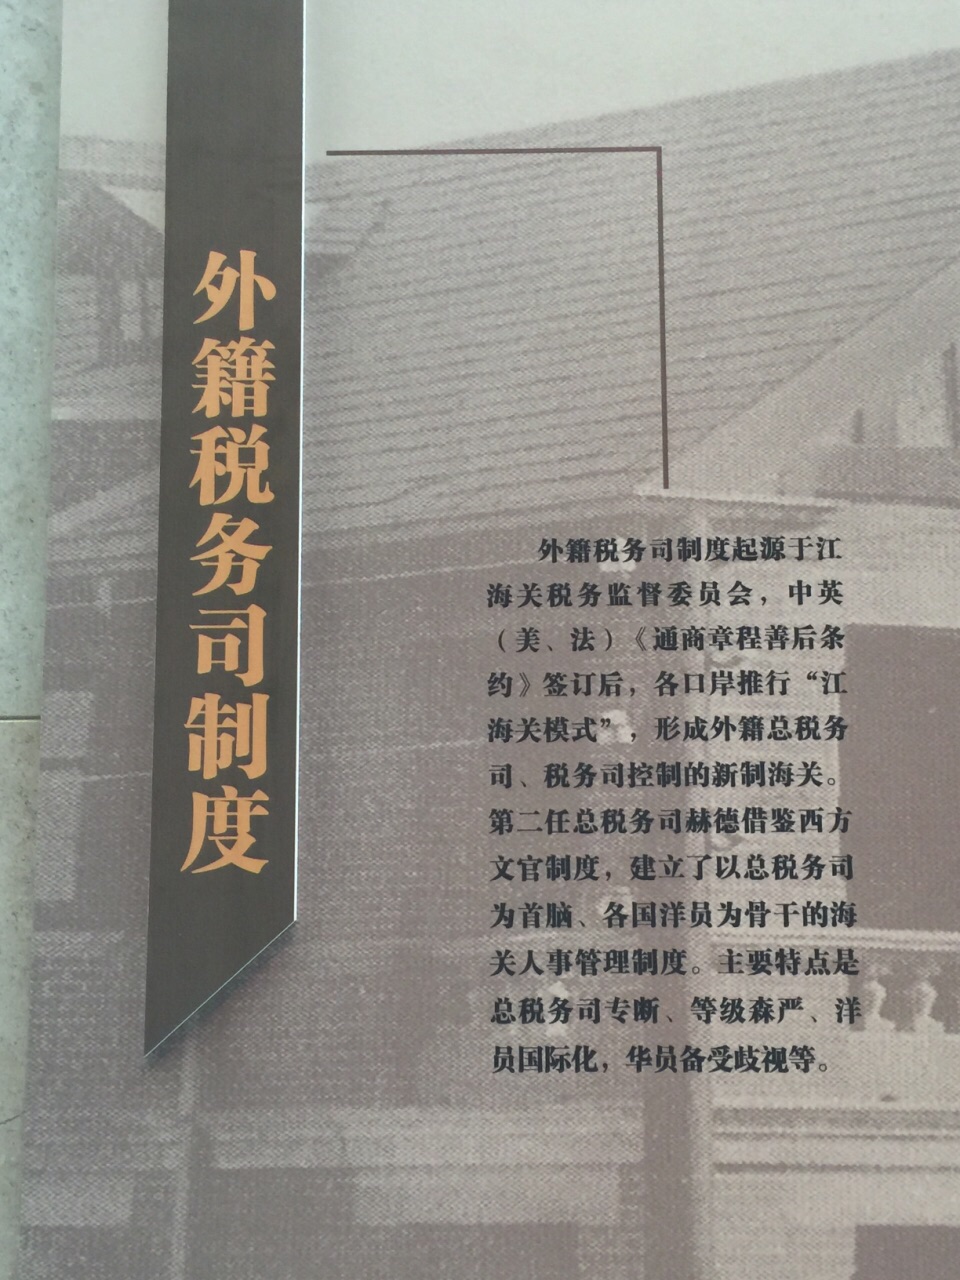 外籍税务司制度
外籍税务司制度起源于江
海关税务监督委员会，中英
（美、法）《通商章程善后条
约》签订后，各口岸推行“江
海关模式”，形成外籍总税务
司、税务司控制的新制海关。
第二任总税务司赫德借鉴西方
文官制度，建立了以总税务司
为首脑、各国洋员为骨干的海
关人事管理制度。主要特点是
总税务司专断、等级森严、洋
员国际化，华员备受歧视等。